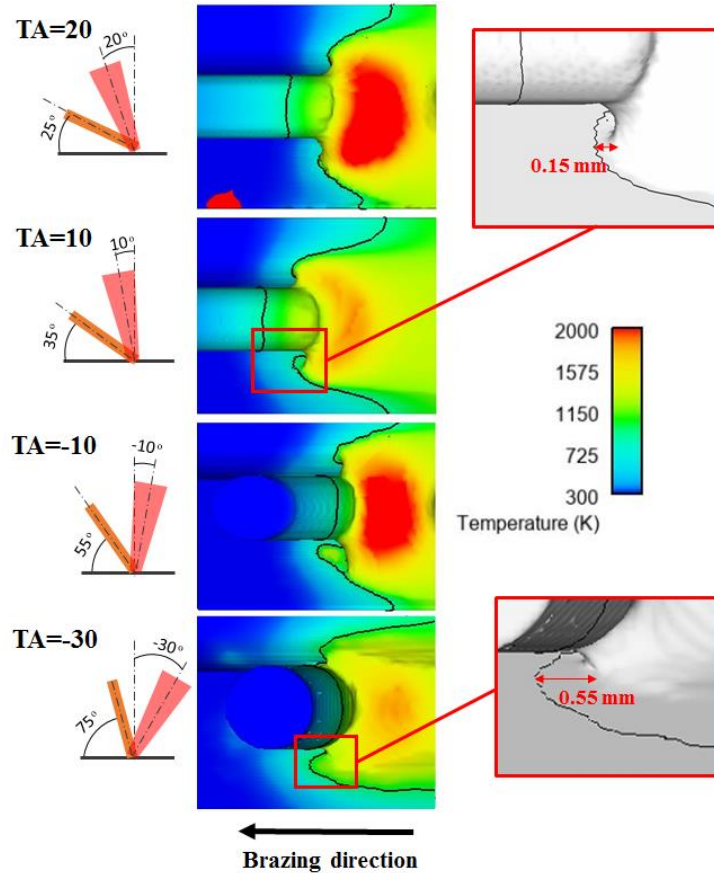 TA=20
20°
25°
0.15 mm
TA=10
10°
35°
2000
1575
1150
725
300
Temperature (K)
TA=-10
-10°
55°
TA=-30
-30°
75°
0.55 mm
Brazing direction